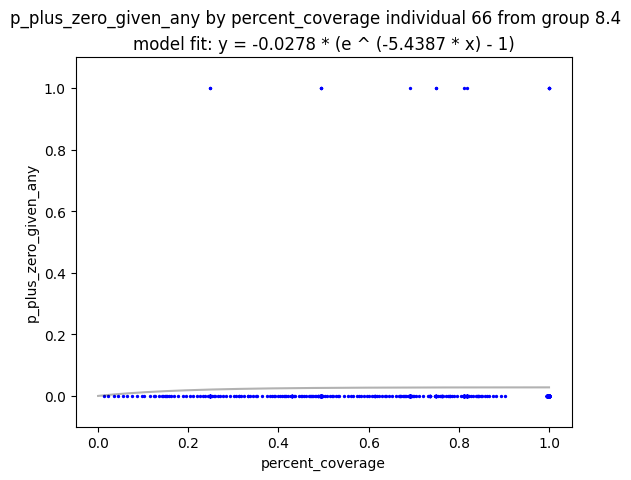 p_plus_zero_given_any by percent_coverage individual 66 from group 8.4
model fit: y = -0.0278 * (e ^ (-5.4387 * x) - 1)
p_plus_zero_given_any
1.0
0.8
0.6
0.4
0.2
0.0
0.0 0.2 0.4 0.6 0.8 1.0
percent_coverage